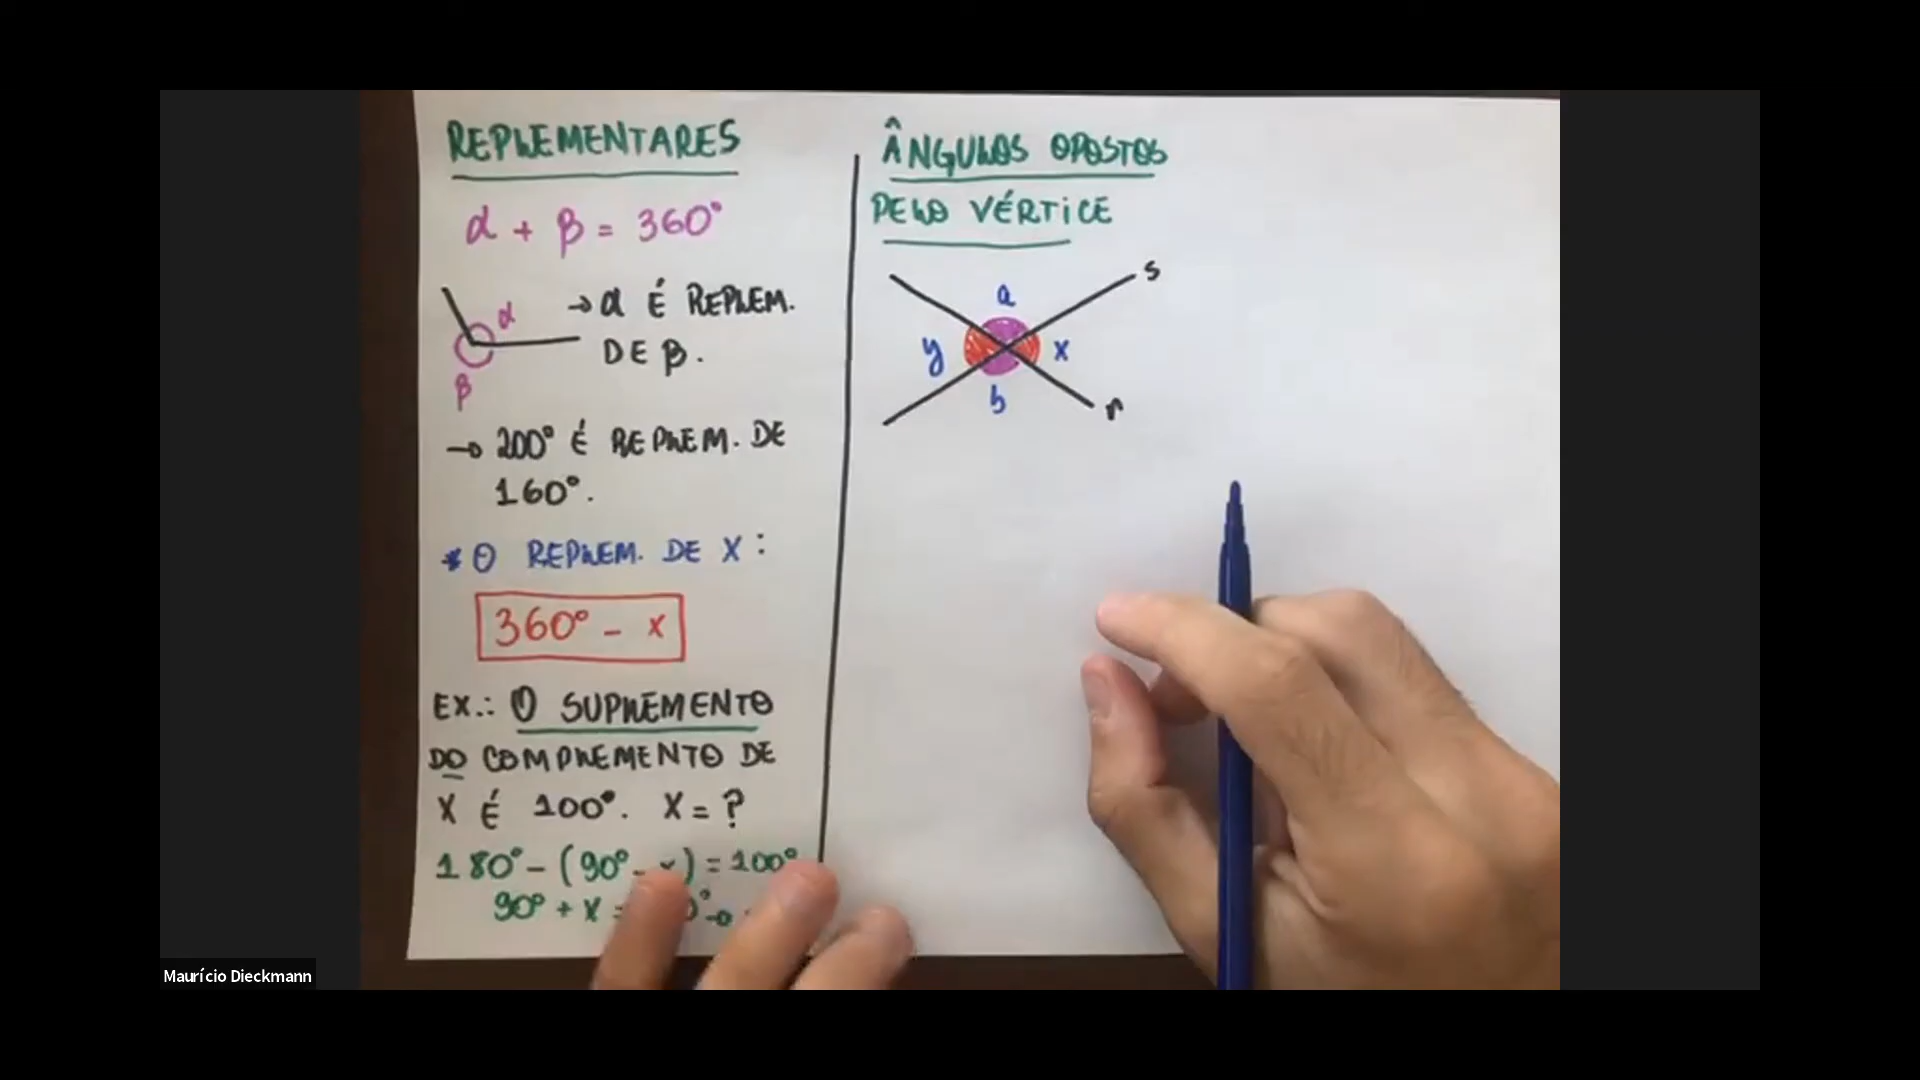 REPLEMENTARES
α + β = 360°
α
→ α É REPLEM.
DE β.
β
→ 200° É REPLEM. DE
160°.
* O REPLEM. DE X :
360° - x
EX.: O SUPLEMENTO
DO COMPLEMENTO DE
X É 100°. X = ?
180° - (90° - x) = 100°
90° + X =
ÂNGULOS OPOSTOS
PELO VÉRTICE
s
a
y
x
b
r
Maurício Dieckmann